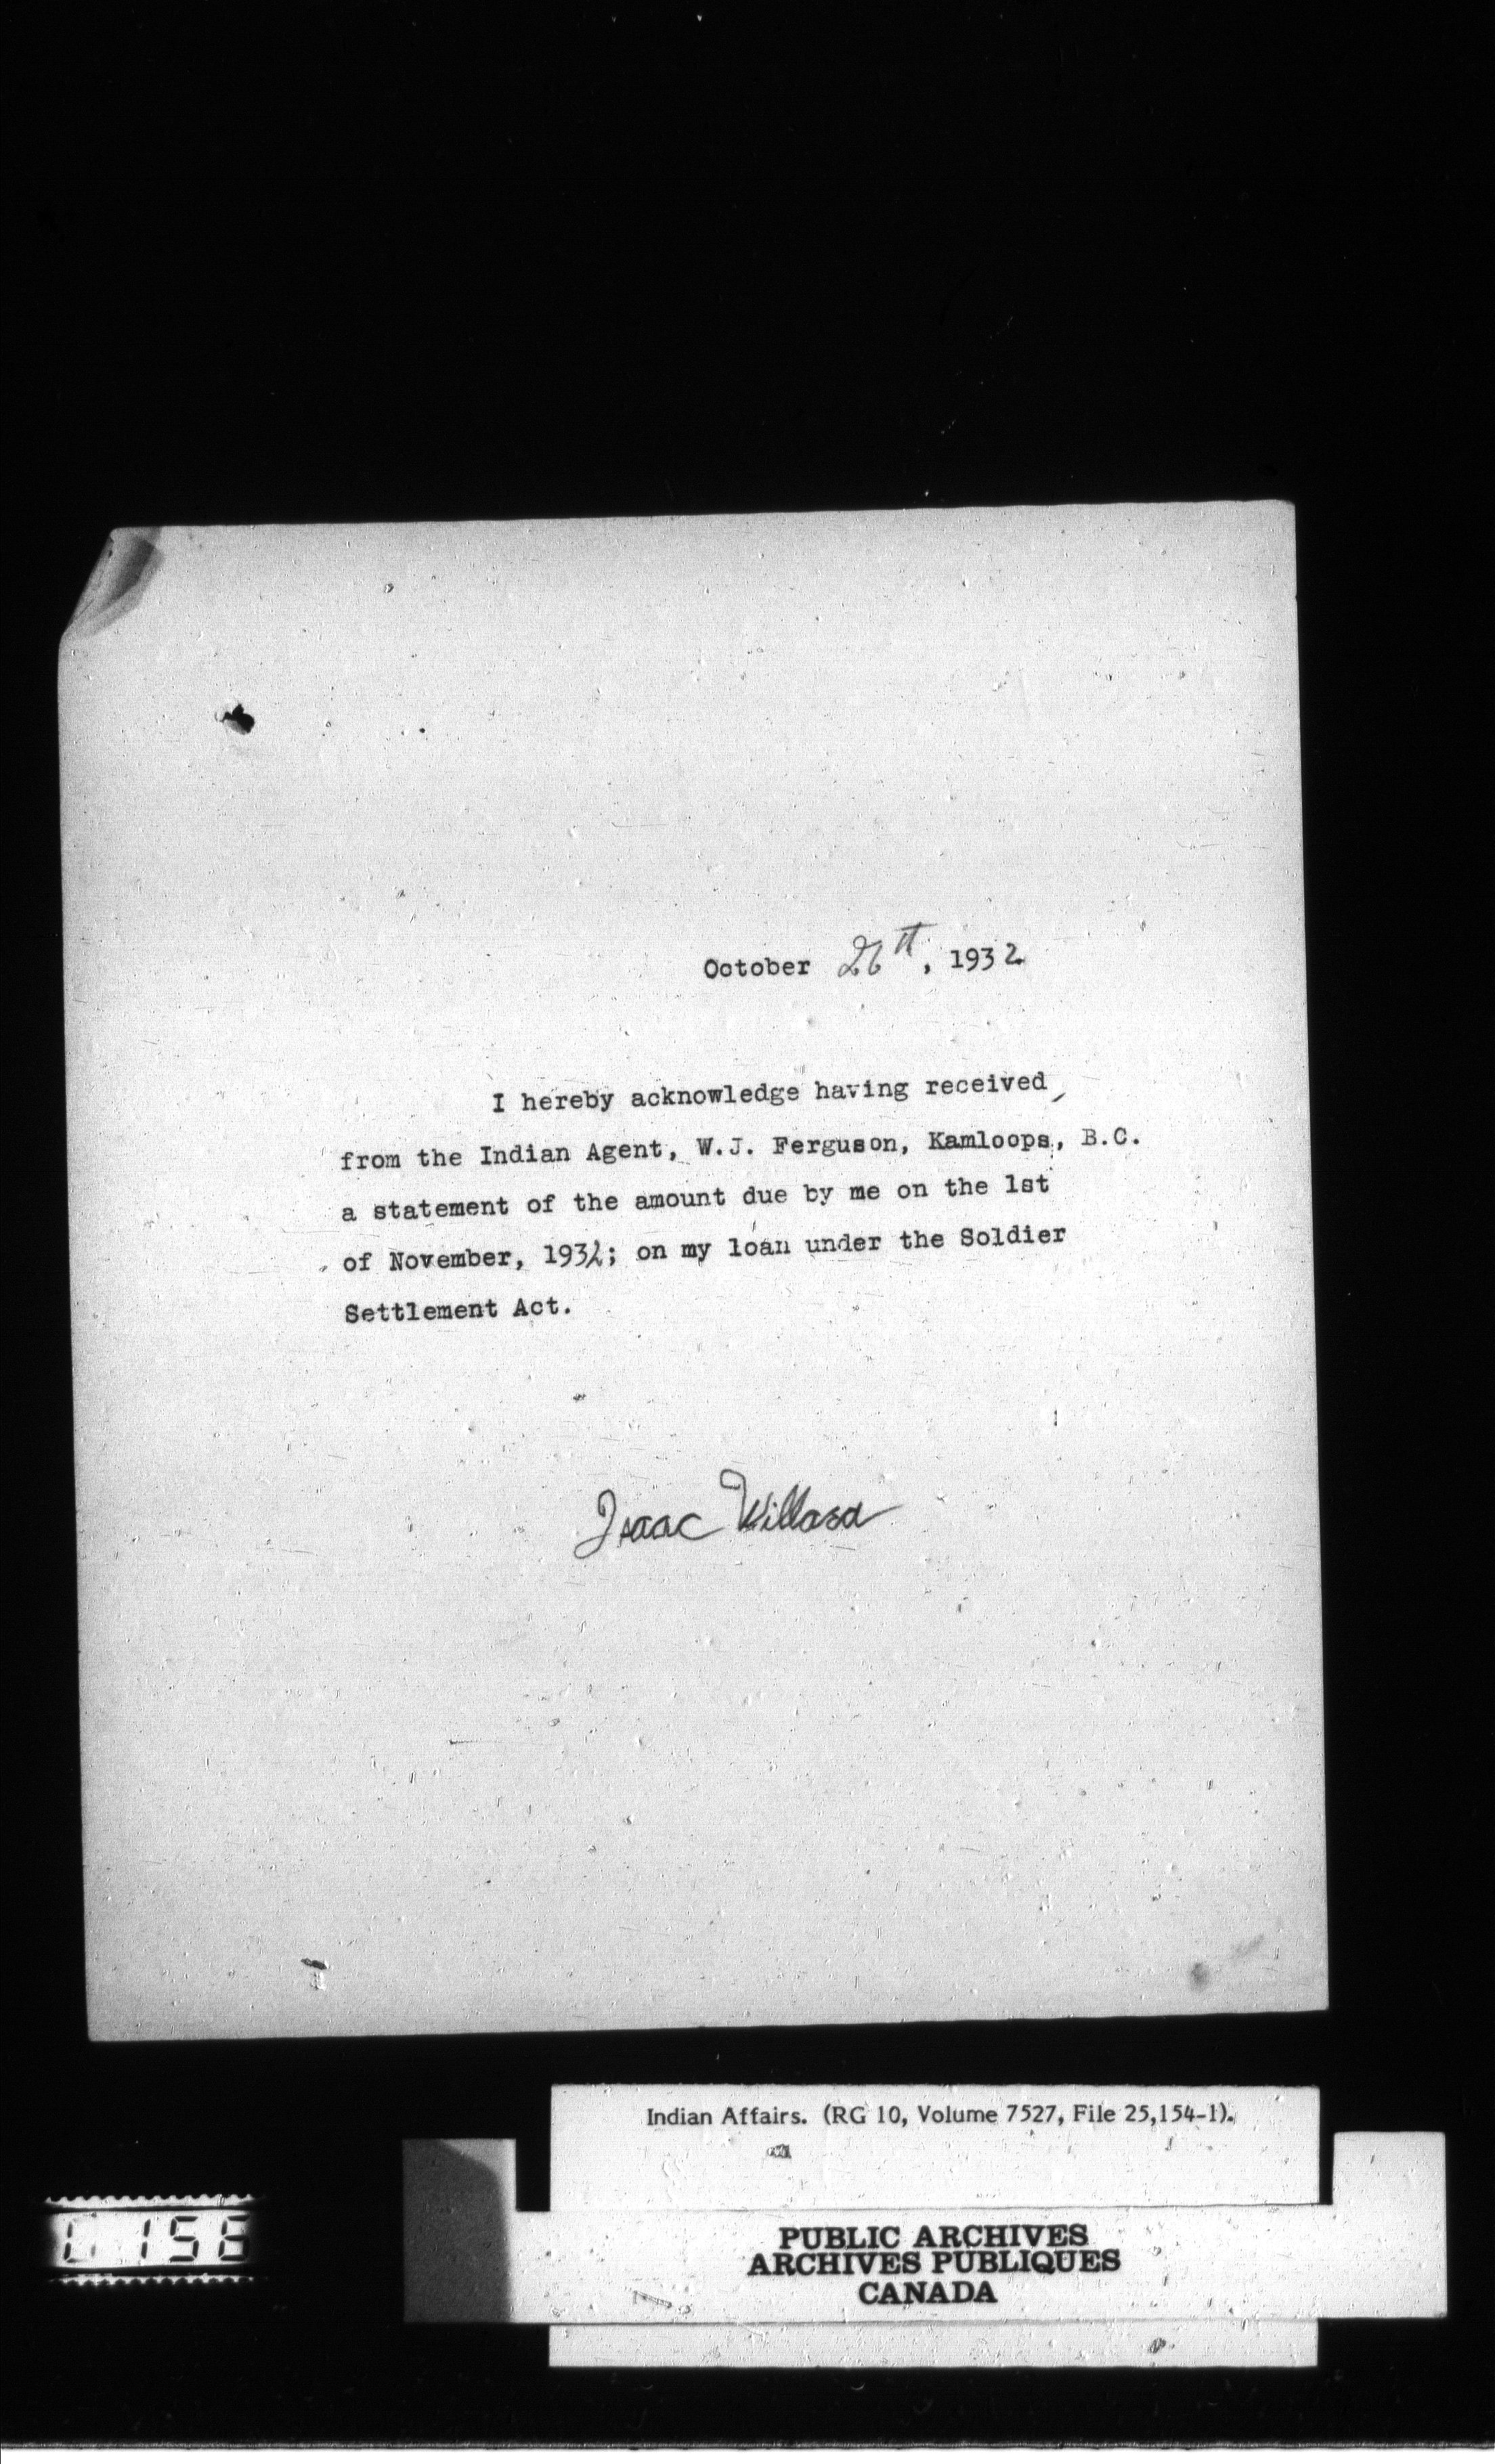 October 26th, 1932
I hereby acknowledge having received
from the Indian Agent, W.J. Ferguson, Kamloops, B.C.
a statement of the amount due by me on the 1st
of November, 1932; on my loan under the Soldier
Settlement Act.
Isaac Willard
Indian Affairs. (RG 10, Volume 7527, File 25,154-1).
PUBLIC ARCHIVES
ARCHIVES PUBLIQUES
CANADA